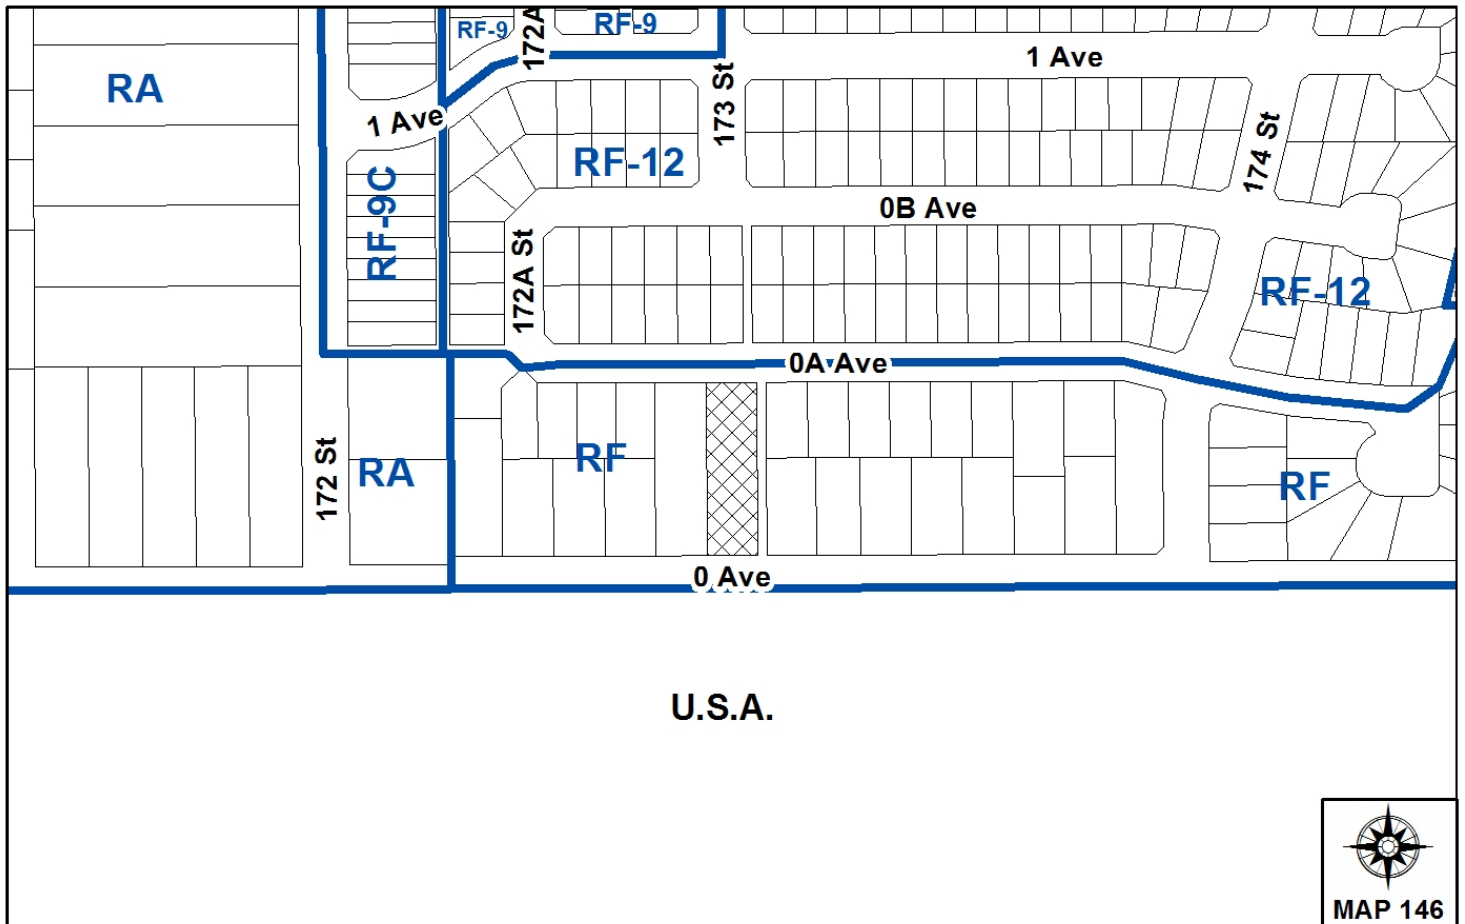 RF-9
172A
RF-9
1 Ave
RA
173 St
1 Ave
174 St
RF-12
RF-9C
0B Ave
172A St
RF-12
0A Ave
172 St
RA
RF
RF
0 Ave
U.S.A.
MAP 146